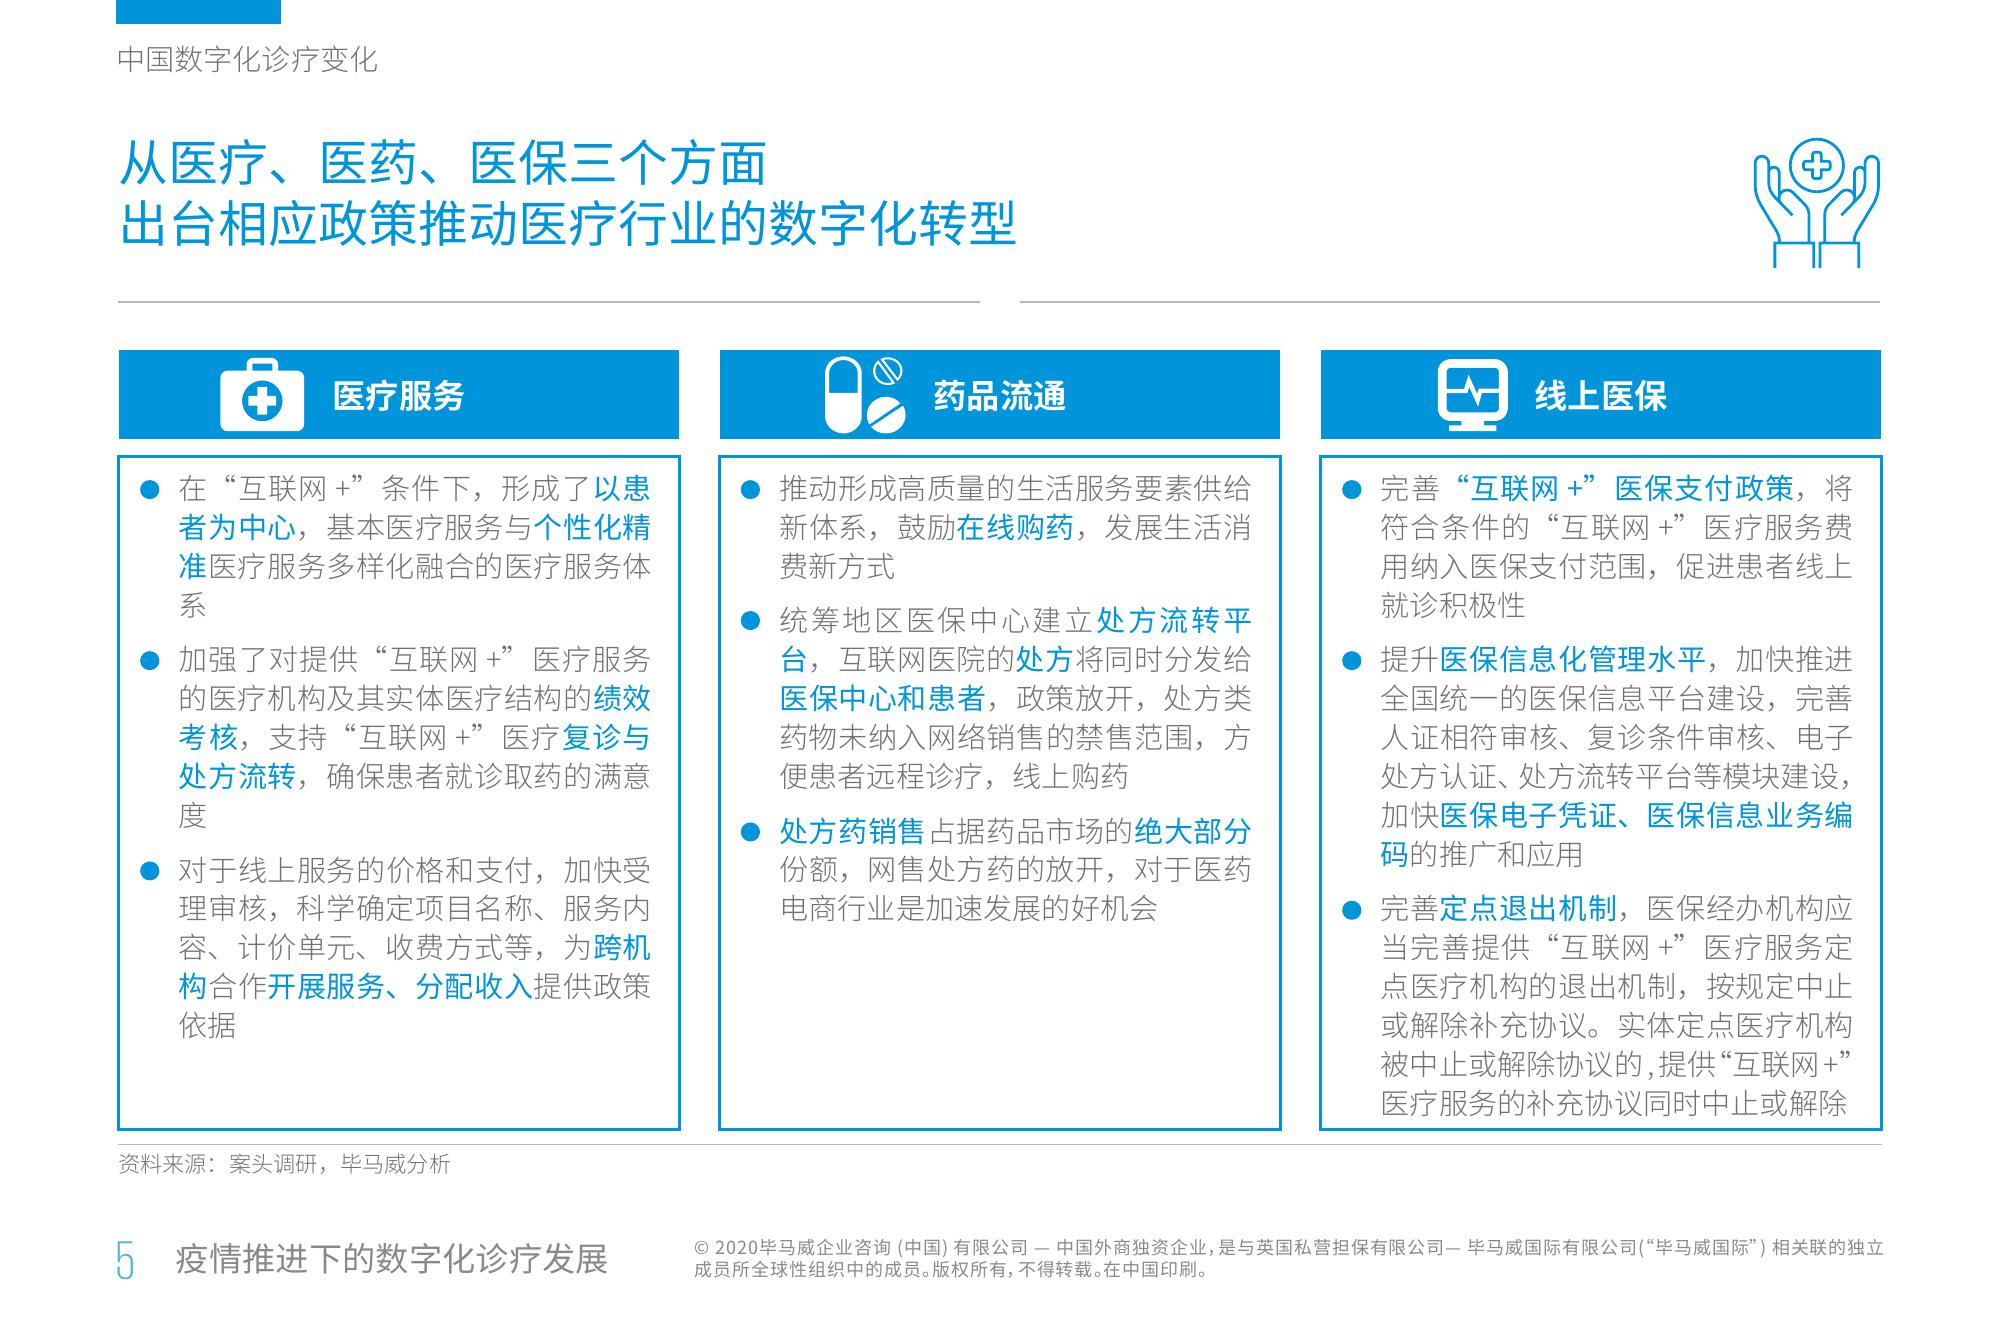 中国数字化诊疗变化
从医疗、医药、医保三个方面
出台相应政策推动医疗行业的数字化转型
医疗服务
在“互联网+”条件下，形成了以患
者为中心，基本医疗服务与个性化精
准医疗服务多样化融合的医疗服务体
系
加强了对提供“互联网+”医疗服务
的医疗机构及其实体医疗结构的绩效
考核，支持“互联网+”医疗复诊与
处方流转，确保患者就诊取药的满意
度
对于线上服务的价格和支付，加快受
理审核，科学确定项目名称、服务内
容、计价单元、收费方式等，为跨机
构合作开展服务、分配收入提供政策
依据
药品流通
推动形成高质量的生活服务要素供给
新体系，鼓励在线购药，发展生活消
费新方式
统筹地区医保中心建立处方流转平
台，互联网医院的处方将同时分发给
医保中心和患者，政策放开，处方类
药物未纳入网络销售的禁售范围，方
便患者远程诊疗，线上购药
处方药销售占据药品市场的绝大部分
份额，网售处方药的放开，对于医药
电商行业是加速发展的好机会
线上医保
完善“互联网+”医保支付政策，将
符合条件的“互联网+”医疗服务费
用纳入医保支付范围，促进患者线上
就诊积极性
提升医保信息化管理水平，加快推进
全国统一的医保信息平台建设，完善
人证相符审核、复诊条件审核、电子
处方认证、处方流转平台等模块建设，
加快医保电子凭证、医保信息业务编
码的推广和应用
完善定点退出机制，医保经办机构应
当完善提供“互联网+”医疗服务定
点医疗机构的退出机制，按规定中止
或解除补充协议。实体定点医疗机构
被中止或解除协议的,提供“互联网+”
医疗服务的补充协议同时中止或解除
资料来源：案头调研，毕马威分析
5 疫情推进下的数字化诊疗发展
© 2020毕马威企业咨询 (中国) 有限公司 — 中国外商独资企业，是与英国私营担保有限公司— 毕马威国际有限公司(“毕马威国际”) 相关联的独立
成员所全球性组织中的成员。版权所有，不得转载。在中国印刷。